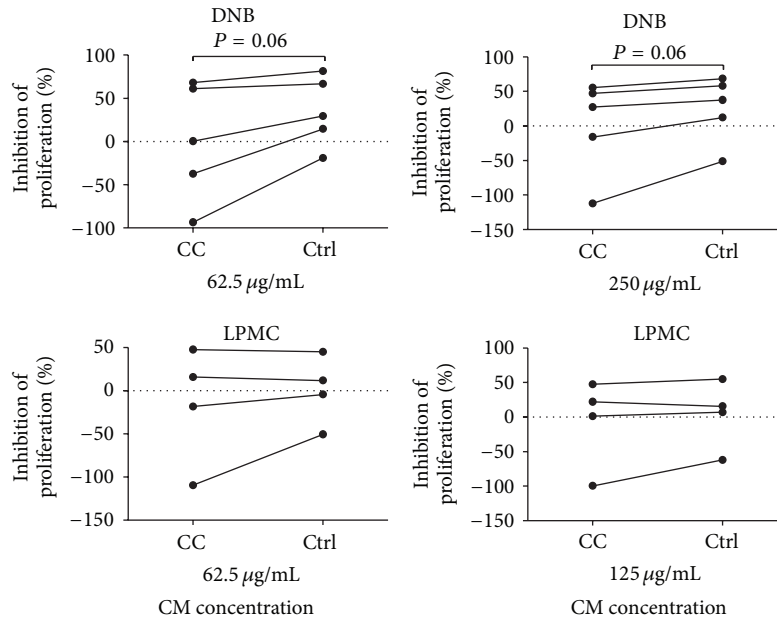 DNB
P = 0.06
Inhibition of
proliferation (%)
100
50
0
−50
−100
CC
Ctrl
62.5 μg/mL
DNB
P = 0.06
Inhibition of
proliferation (%)
100
50
0
−50
−100
−150
CC
Ctrl
250 μg/mL
LPMC
Inhibition of
proliferation (%)
50
0
−50
−100
−150
CC
Ctrl
62.5 μg/mL
CM concentration
LPMC
Inhibition of
proliferation (%)
100
50
0
−50
−100
−150
CC
Ctrl
125 μg/mL
CM concentration